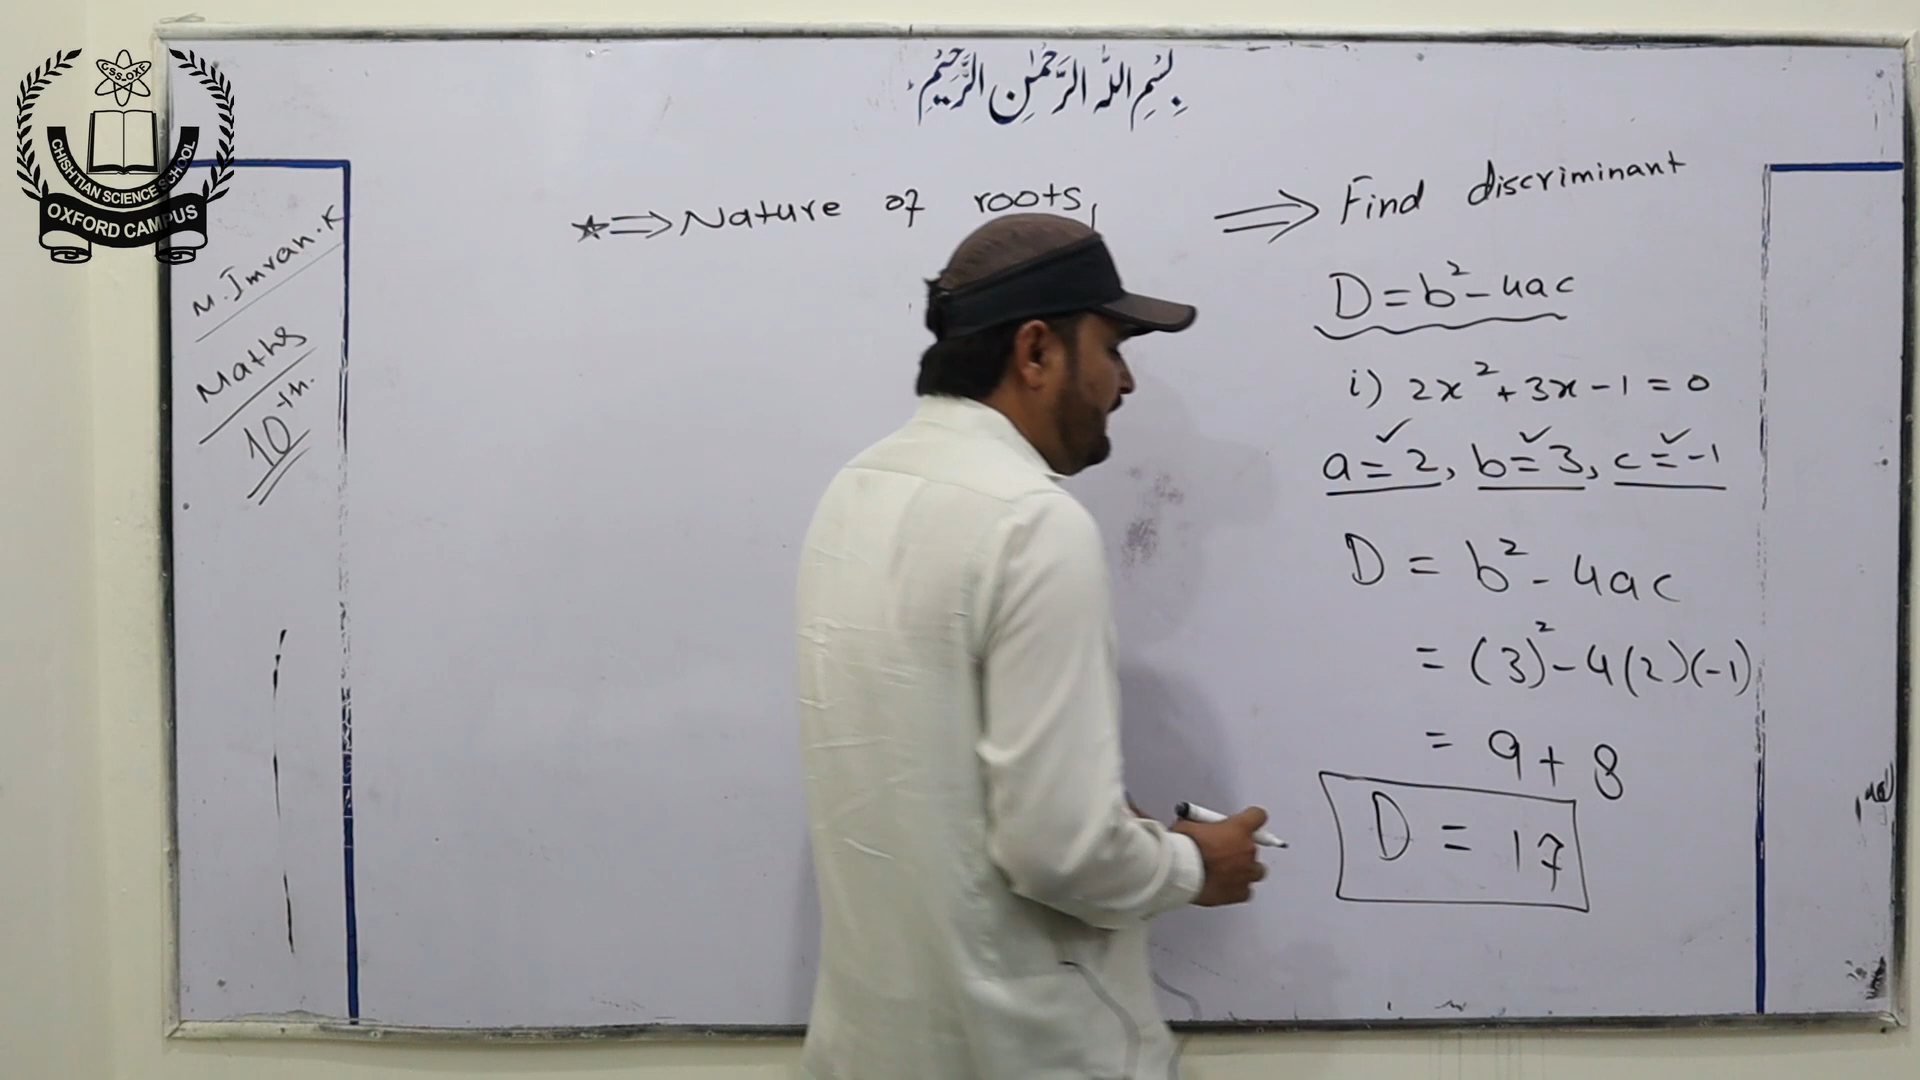 CSS-OXF
CHISHTIAN SCIENCE SCHOOL
OXFORD CAMPUS
بِسْمِ اللهِ الرَّحْمٰنِ الرَّحِيْمِ
M. Imran. K
Maths
10th.
☆⇒ Nature of roots
⇒ Find discriminant
D = b² - 4ac
i) 2x² + 3x - 1 = 0
a = 2, b = 3, c = -1
D = b² - 4ac
= (3)² - 4(2)(-1)
= 9 + 8
D = 17